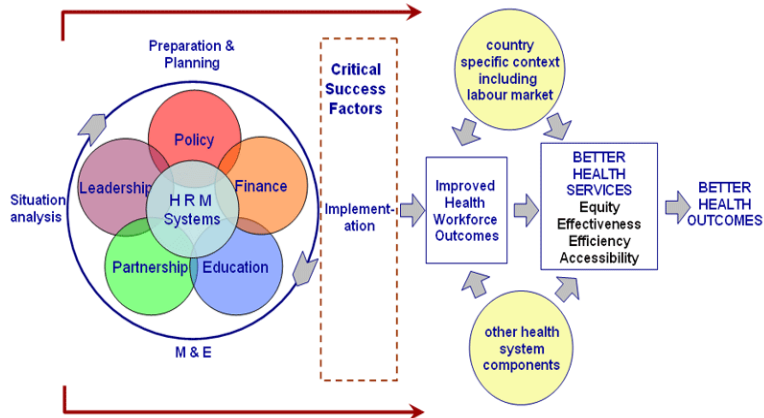 Preparation &
Planning
Critical
Success
Factors
country
specific context
including
labour market
Policy
Leadership
Finance
H R M
Systems
Situation
analysis
Implement-
ation
Partnership
Education
M & E
Improved
Health
Workforce
Outcomes
BETTER
HEALTH
SERVICES
Equity
Effectiveness
Efficiency
Accessibility
BETTER
HEALTH
OUTCOMES
other health
system
components